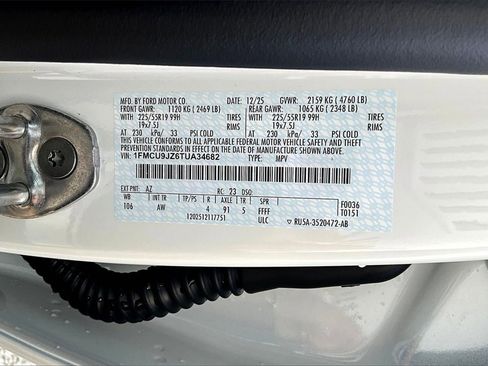 MFD. BY FORD MOTOR CO. 12/25 GVWR: 2159 KG ( 4760 LB)
FRONT GAWR: 1120 KG ( 2469 LB) REAR GAWR: 1065 KG ( 2348 LB)
WITH 225/55R19 99H TIRES WITH 225/55R19 99H TIRES
19x7.5J RIMS 19x7.5J RIMS
AT 230 kPa/ 33 PSI COLD AT 230 kPa/ 33 PSI COLD
THIS VEHICLE CONFORMS TO ALL APPLICABLE FEDERAL MOTOR VEHICLE SAFETY AND THEFT
PREVENTION STANDARDS IN EFFECT ON THE DATE OF MANUFACTURE SHOWN ABOVE.
VIN: 1FMCU9JZ6TUA34682 TYPE: MPV
EXT PNT: AZ RC: 23 DSO:
WB TP/PS R AXLE TR SPR F0036
106 AW 4 91 5 FFFF T0151
120251211775I ULC RU5A-3520472-AB